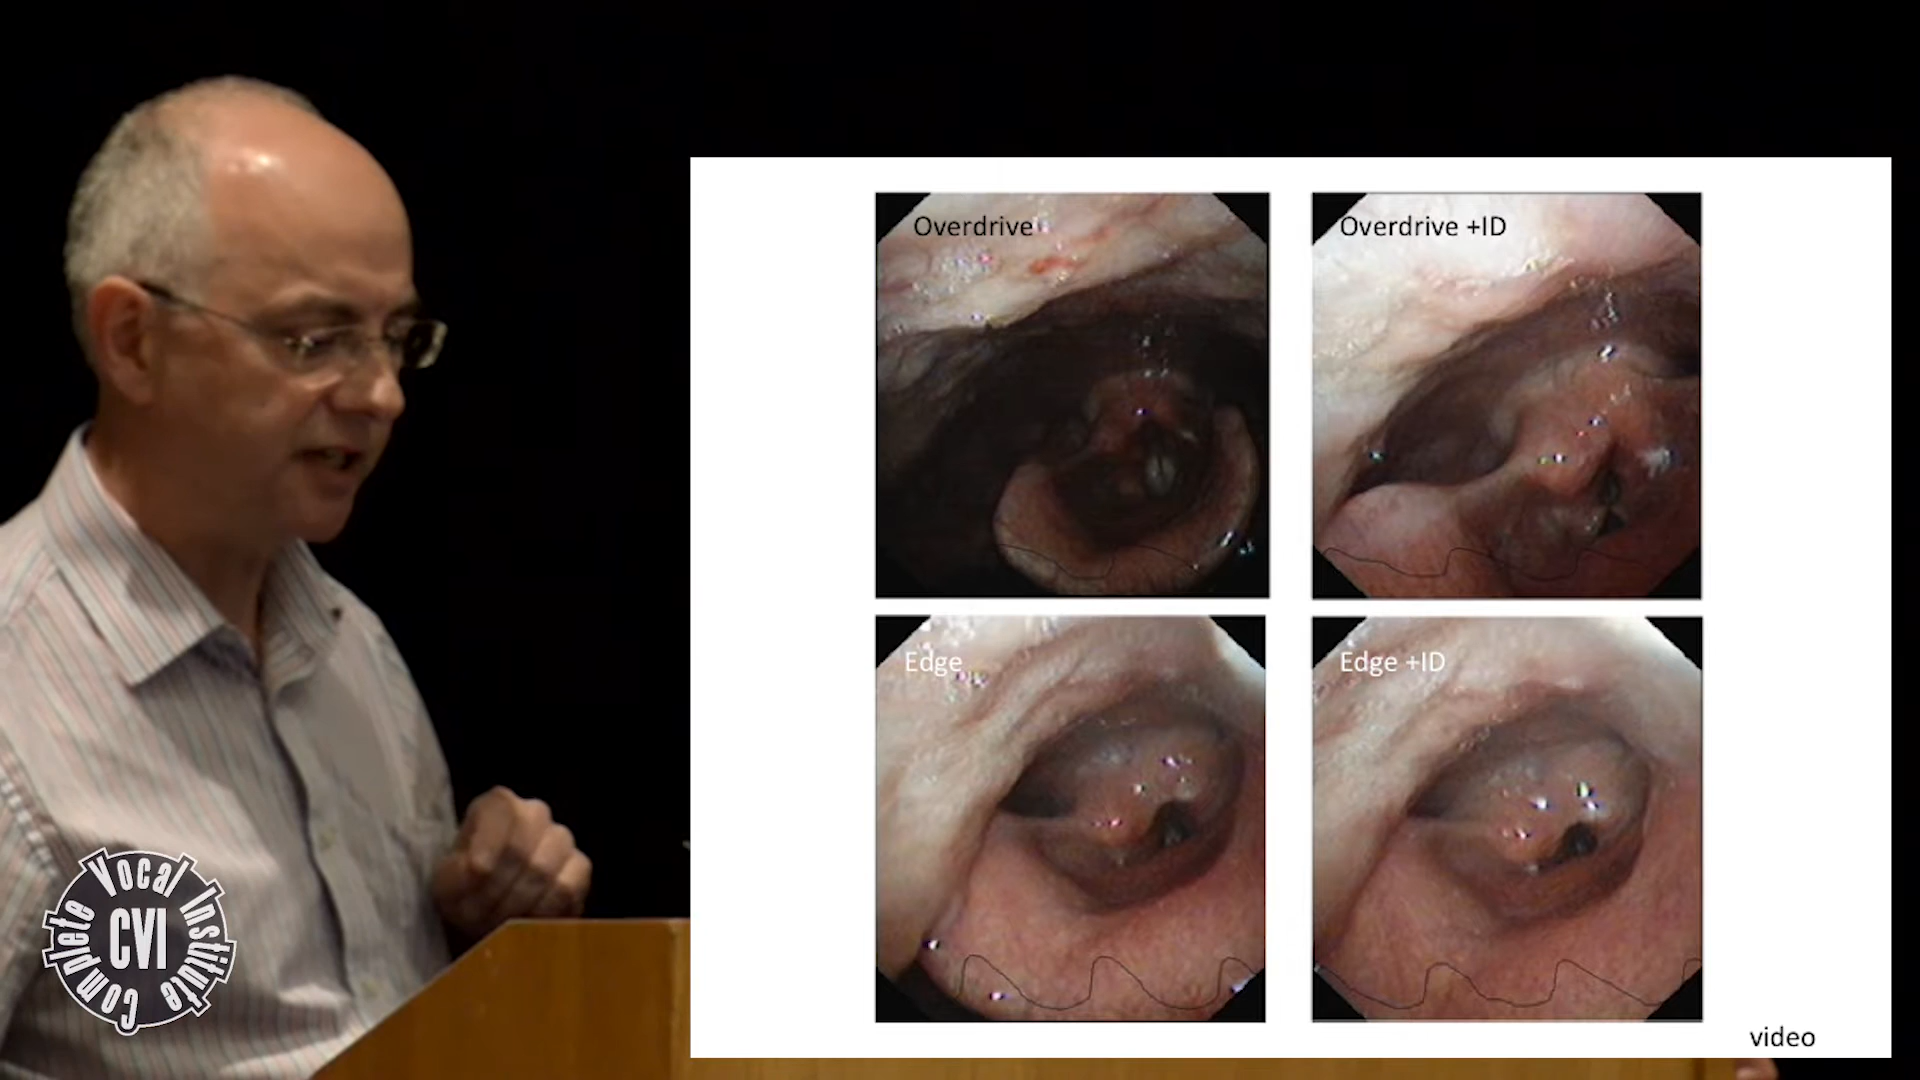 Overdrive
Overdrive +ID
Edge
Edge +ID
video
Complete Vocal Institute
CVI